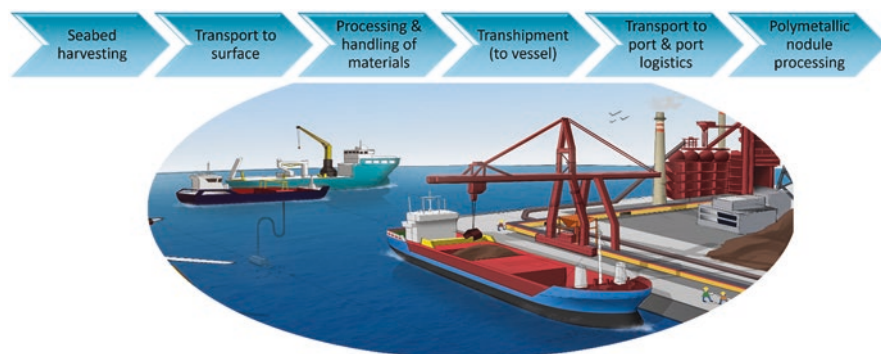 Seabed
harvesting
Transport to
surface
Processing &
handling of
materials
Transhipment
(to vessel)
Transport to
port & port
logistics
Polymetallic
nodule
processing